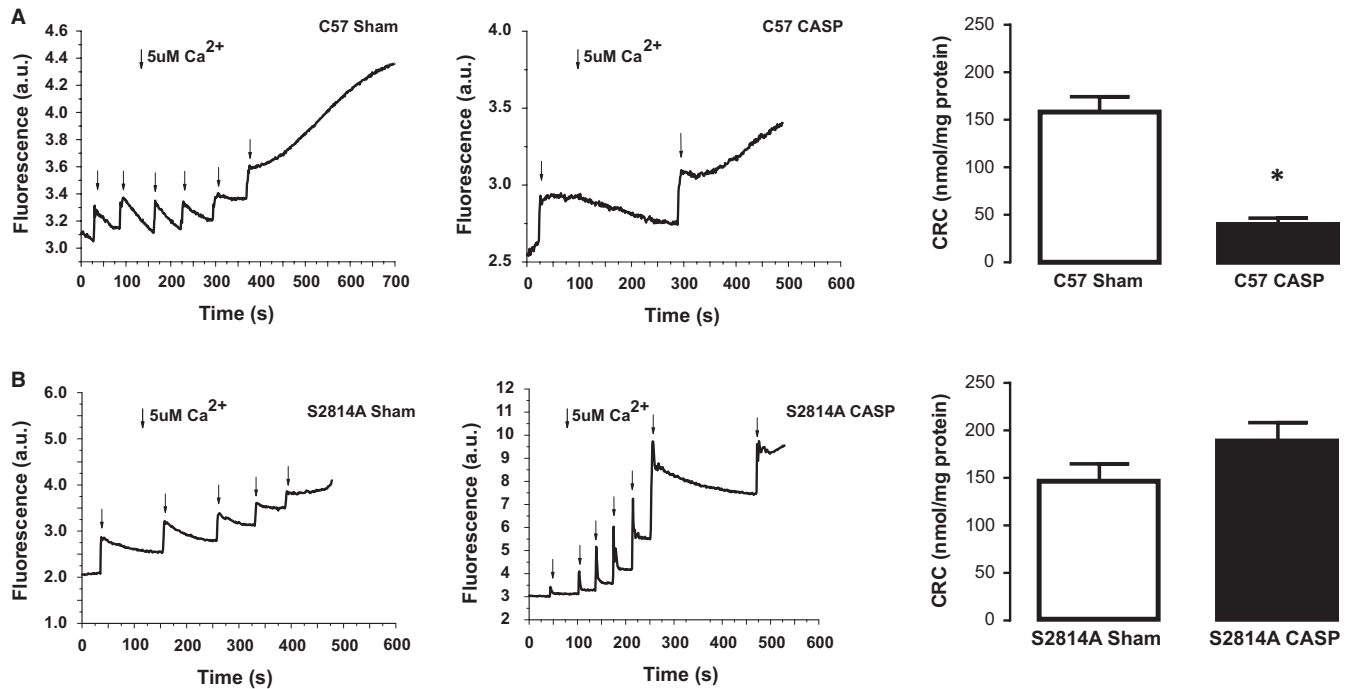 A
C57 Sham
5uM Ca2+
Fluorescence (a.u.)
4.6
4.4
4.2
4.0
3.8
3.6
3.4
3.2
3.0
0 100 200 300 400 500 600 700
Time (s)
C57 CASP
5uM Ca2+
Fluorescence (a.u.)
4.0
3.5
3.0
2.5
0 100 200 300 400 500 600
Time (s)
CRC (nmol/mg protein)
250
200
150
100
50
0
*
C57 Sham C57 CASP
B
S2814A Sham
5uM Ca2+
Fluorescence (a.u.)
6.0
5.0
4.0
3.0
2.0
1.0
0 100 200 300 400 500 600
Time (s)
S2814A CASP
5uM Ca2+
Fluorescence (a.u.)
12
11
10
9
8
7
6
5
4
3
2
0 100 200 300 400 500 600
Time (s)
CRC (nmol/mg protein)
250
200
150
100
50
0
S2814A Sham S2814A CASP